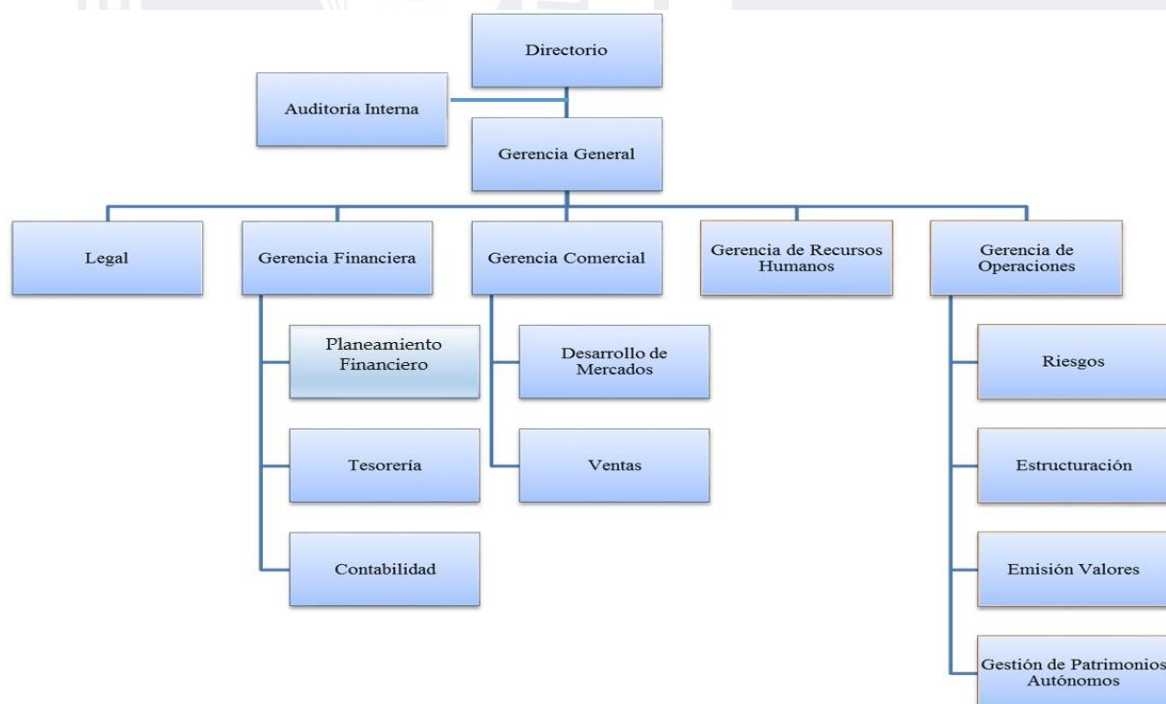 Directorio
Auditoría Interna
Gerencia General
Legal
Gerencia Financiera
Gerencia Comercial
Gerencia de Recursos
Humanos
Gerencia de
Operaciones
Planeamiento
Financiero
Desarrollo de
Mercados
Riesgos
Tesorería
Ventas
Estructuración
Contabilidad
Emisión Valores
Gestión de Patrimonios
Autónomos